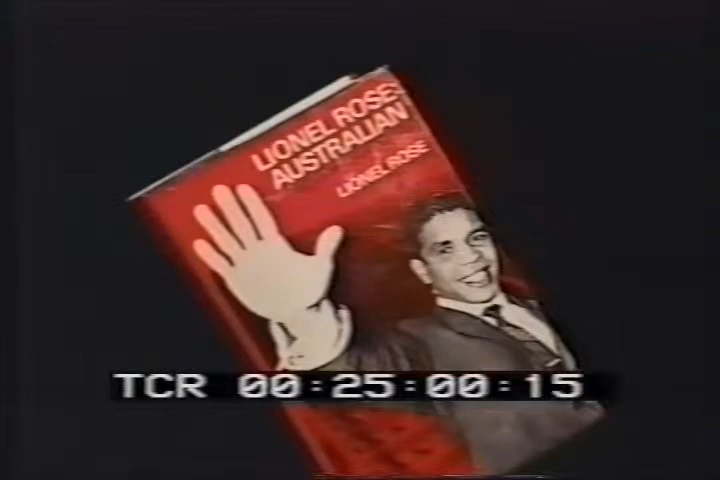 LIONEL ROSE:
AUSTRALIAN
LIONEL ROSE
TCR 00:25:00:15